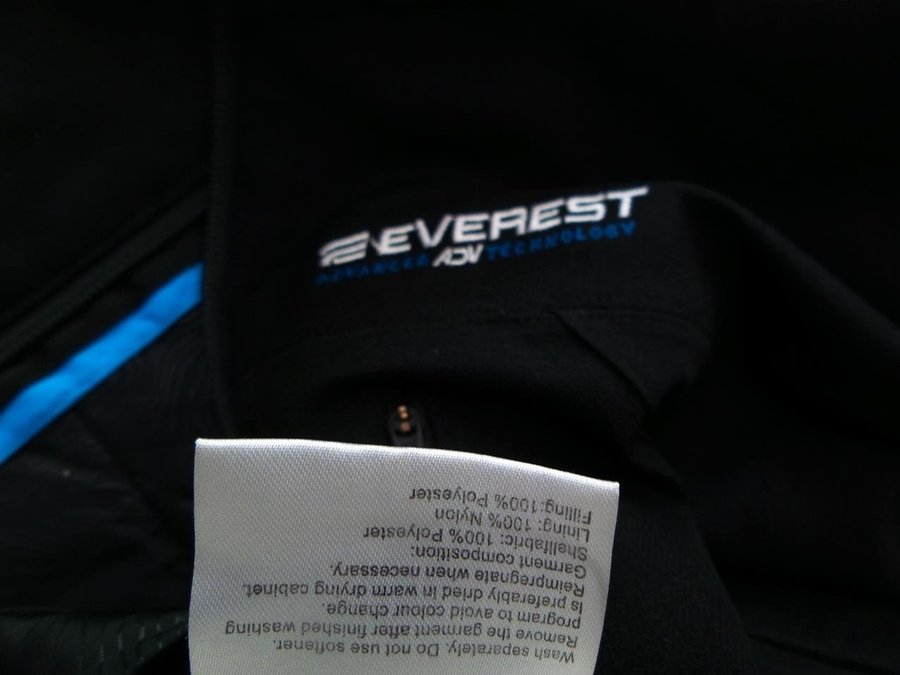 EVEREST
ADVANCED ADV TECHNOLOGY
Wash separately. Do not use softener.
Remove the garment after finished washing
program to avoid colour change.
Is preferably dried in warm drying cabinet.
Reimpregnate when necessary.
Garment composition:
Shellfabric: 100% Polyester
Lining: 100% Nylon
Filling:100% Polyester